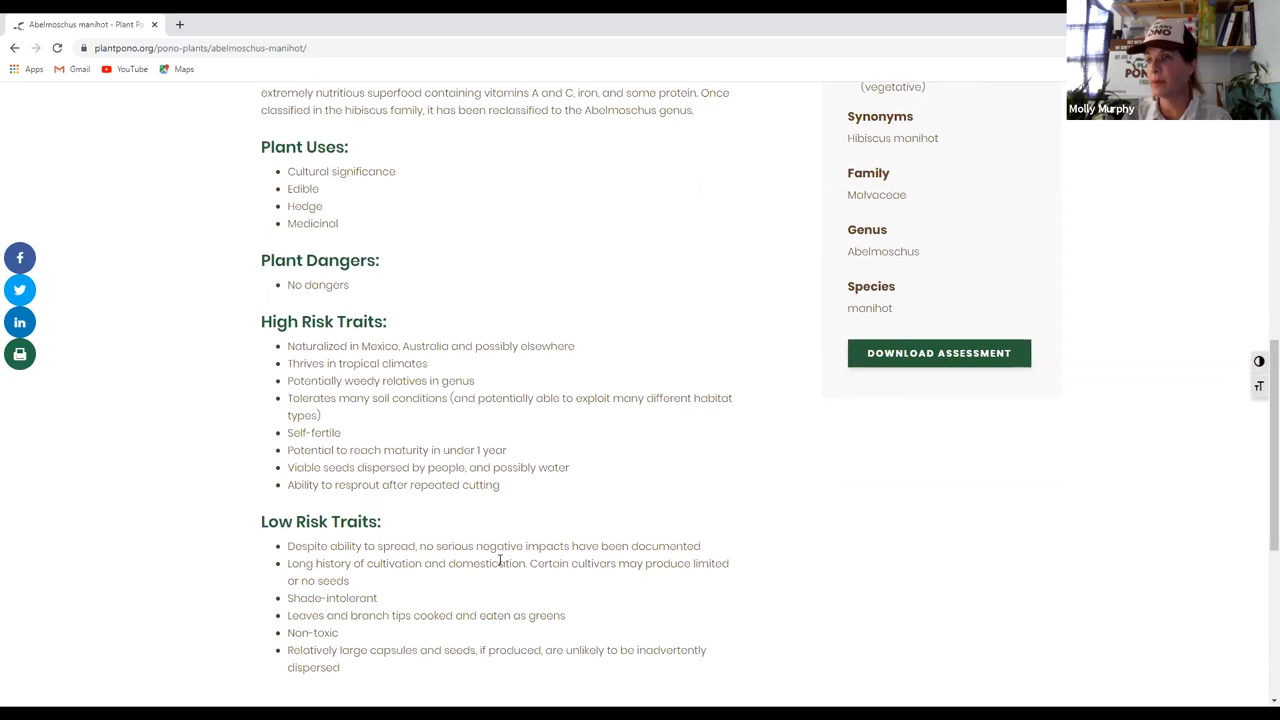 Abelmoschus manihot - Plant Po
plantpono.org/pono-plants/abelmoschus-manihot/
Apps
Gmail
YouTube
Maps
extremely nutritious superfood containing vitamins A and C, iron, and some protein. Once
classified in the hibiscus family, it has been reclassified to the Abelmoschus genus.
Plant Uses:
Cultural significance
Edible
Hedge
Medicinal
Plant Dangers:
No dangers
High Risk Traits:
Naturalized in Mexico, Australia and possibly elsewhere
Thrives in tropical climates
Potentially weedy relatives in genus
Tolerates many soil conditions (and potentially able to exploit many different habitat
types)
Self-fertile
Potential to reach maturity in under 1 year
Viable seeds dispersed by people, and possibly water
Ability to resprout after repeated cutting
Low Risk Traits:
Despite ability to spread, no serious negative impacts have been documented
Long history of cultivation and domestication. Certain cultivars may produce limited
or no seeds
Shade-intolerant
Leaves and branch tips cooked and eaten as greens
Non-toxic
Relatively large capsules and seeds, if produced, are unlikely to be inadvertently
dispersed
(vegetative)
Synonyms
Hibiscus manihot
Family
Malvaceae
Genus
Abelmoschus
Species
manihot
DOWNLOAD ASSESSMENT
PLANT
PONO
WE ARE A
PONO
Molly Murphy